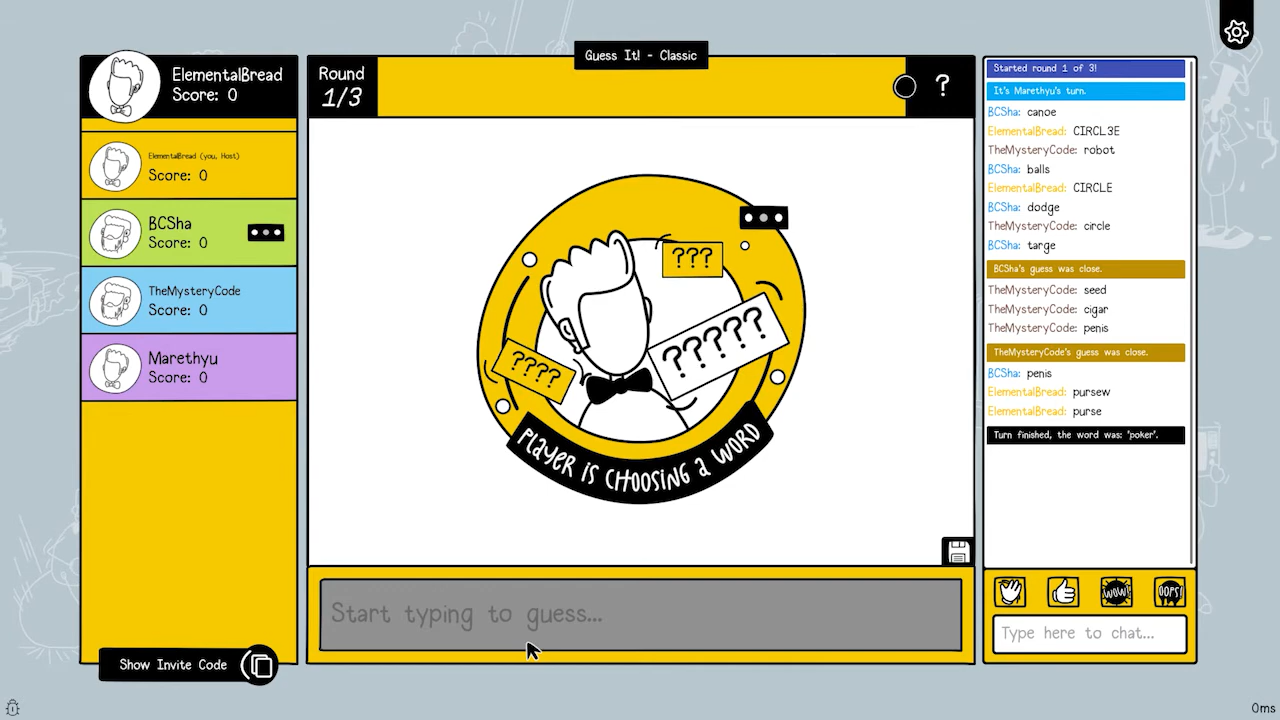 Guess It! - Classic
ElementalBread
Score: 0
ElementalBread (you, Host)
Score: 0
BCSha
Score: 0
TheMysteryCode
Score: 0
Marethyu
Score: 0
Show Invite Code
Round
1/3
?
???
?????
????
PLAYER IS CHOOSING A WORD
Start typing to guess...
Started round 1 of 3!
It's Marethyu's turn.
BCSha: canoe
ElementalBread: CIRCL3E
TheMysteryCode: robot
BCSha: balls
ElementalBread: CIRCLE
BCSha: dodge
TheMysteryCode: circle
BCSha: targe
BCSha's guess was close.
TheMysteryCode: seed
TheMysteryCode: cigar
TheMysteryCode: penis
TheMysteryCode's guess was close.
BCSha: penis
ElementalBread: pursew
ElementalBread: purse
Turn finished, the word was: 'poker'.
WOW!
OOPS!
Type here to chat...
0ms